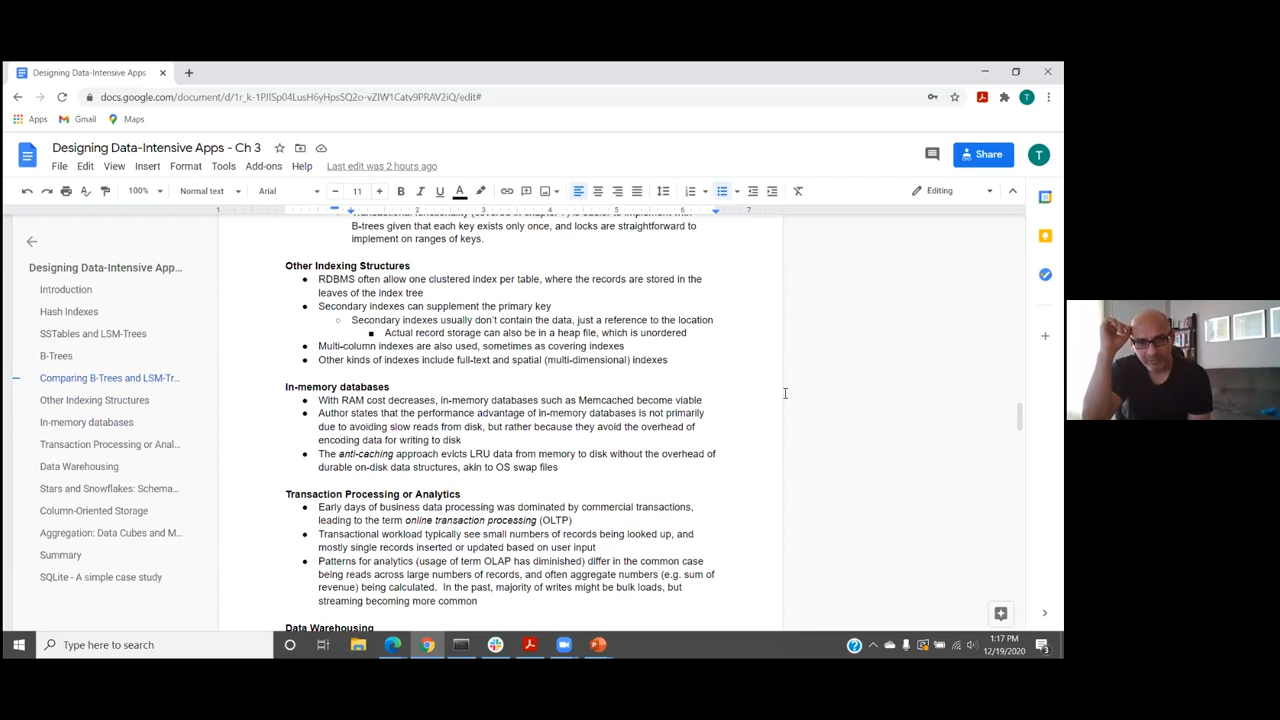 Designing Data-Intensive Apps
docs.google.com/document/d/1r_k-1PJlSp04LusH6yHpsSQ2o-vZIW1Catv9PRAV2iQ/edit#
Apps
Gmail
Maps
Designing Data-Intensive Apps - Ch 3
File Edit View Insert Format Tools Add-ons Help Last edit was 2 hours ago
Share
T
100% Normal text Arial 11 B I U A Editing
1 1 2 3 4 5 6 7
Designing Data-Intensive App...
Introduction
Hash Indexes
SSTables and LSM-Trees
B-Trees
Comparing B-Trees and LSM-Tr...
Other Indexing Structures
In-memory databases
Transaction Processing or Anal...
Data Warehousing
Stars and Snowflakes: Schema...
Column-Oriented Storage
Aggregation: Data Cubes and M...
Summary
SQLite - A simple case study
B-trees given that each key exists only once, and locks are straightforward to
implement on ranges of keys.
Other Indexing Structures
● RDBMS often allow one clustered index per table, where the records are stored in the
leaves of the index tree
● Secondary indexes can supplement the primary key
○ Secondary indexes usually don't contain the data, just a reference to the location
■ Actual record storage can also be in a heap file, which is unordered
● Multi-column indexes are also used, sometimes as covering indexes
● Other kinds of indexes include full-text and spatial (multi-dimensional) indexes
In-memory databases
● With RAM cost decreases, in-memory databases such as Memcached become viable
● Author states that the performance advantage of in-memory databases is not primarily
due to avoiding slow reads from disk, but rather because they avoid the overhead of
encoding data for writing to disk
● The anti-caching approach evicts LRU data from memory to disk without the overhead of
durable on-disk data structures, akin to OS swap files
Transaction Processing or Analytics
● Early days of business data processing was dominated by commercial transactions,
leading to the term online transaction processing (OLTP)
● Transactional workload typically see small numbers of records being looked up, and
mostly single records inserted or updated based on user input
● Patterns for analytics (usage of term OLAP has diminished) differ in the common case
being reads across large numbers of records, and often aggregate numbers (e.g. sum of
revenue) being calculated. In the past, majority of writes might be bulk loads, but
streaming becoming more common
Data Warehousing
Type here to search
1:17 PM
12/19/2020
3